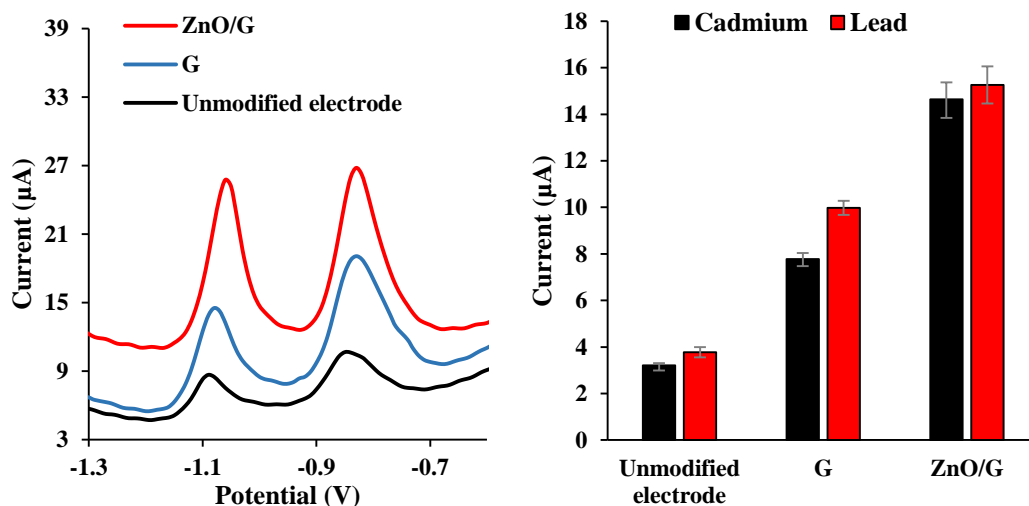 39
33
27
21
15
9
3
Current (µA)
ZnO/G
G
Unmodified electrode
-1.3
-1.1
-0.9
-0.7
Potential (V)
18
16
14
12
10
8
6
4
2
0
Current (µA)
Cadmium
Lead
Unmodified
electrode
G
ZnO/G